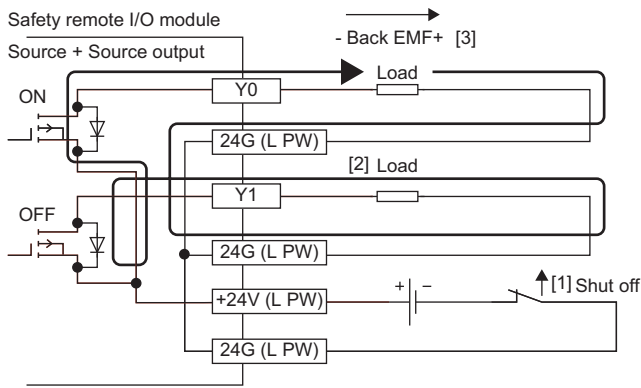 Safety remote I/O module
Source + Source output
- Back EMF+ [3]
Load
ON
Y0
24G (L PW)
[2] Load
Y1
OFF
24G (L PW)
+24V (L PW)
+ −
[1] Shut off
24G (L PW)